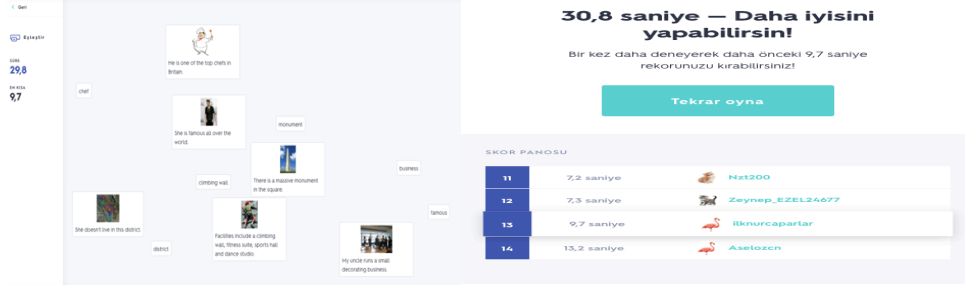 Geri
Eşleştir
SÜRE
29,8
EN KISA
9,7
He is one of the top chefs in
Britain.
chef
She is famous all over the
world.
monument
There is a massive monument
in the square.
business
climbing wall
She doesn't live in this district.
Facilities include a climbing
wall, fitness suite, sports hall
and dance studio.
famous
district
My uncle runs a small
decorating business.
30,8 saniye — Daha iyisini
yapabilirsin!
Bir kez daha deneyerek daha önceki 9,7 saniye
rekorunuzu kırabilirsiniz!
Tekrar oyna
SKOR PANOSU
11 7,2 saniye Nzt200
12 7,3 saniye Zeynep_EZEL24677
13 9,7 saniye ilknurcaparlar
14 13,2 saniye Aselozcn